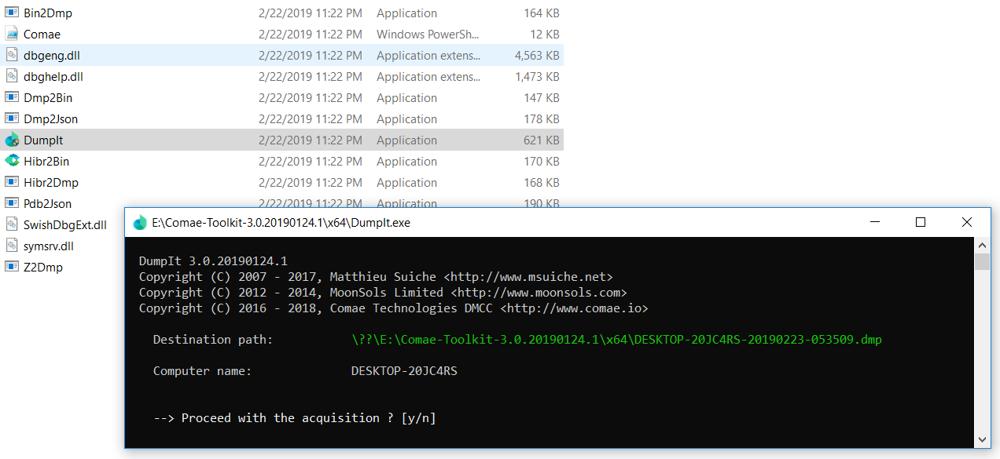 Bin2Dmp 2/22/2019 11:22 PM Application 164 KB
Comae 2/22/2019 11:22 PM Windows PowerSh... 12 KB
dbgeng.dll 2/22/2019 11:22 PM Application extens... 4,563 KB
dbghelp.dll 2/22/2019 11:22 PM Application extens... 1,473 KB
Dmp2Bin 2/22/2019 11:22 PM Application 147 KB
Dmp2Json 2/22/2019 11:22 PM Application 178 KB
DumpIt 2/22/2019 11:22 PM Application 621 KB
Hibr2Bin 2/22/2019 11:22 PM Application 170 KB
Hibr2Dmp 2/22/2019 11:22 PM Application 168 KB
Pdb2Json 2/22/2019 11:22 PM Application 190 KB
SwishDbgExt.dll
symsrv.dll
Z2Dmp
E:\Comae-Toolkit-3.0.20190124.1\x64\DumpIt.exe
DumpIt 3.0.20190124.1
Copyright (C) 2007 - 2017, Matthieu Suiche <http://www.msuiche.net>
Copyright (C) 2012 - 2014, MoonSols Limited <http://www.moonsols.com>
Copyright (C) 2016 - 2018, Comae Technologies DMCC <http://www.comae.io>
Destination path: \??\E:\Comae-Toolkit-3.0.20190124.1\x64\DESKTOP-20JC4RS-20190223-053509.dmp
Computer name: DESKTOP-20JC4RS
--> Proceed with the acquisition ? [y/n]